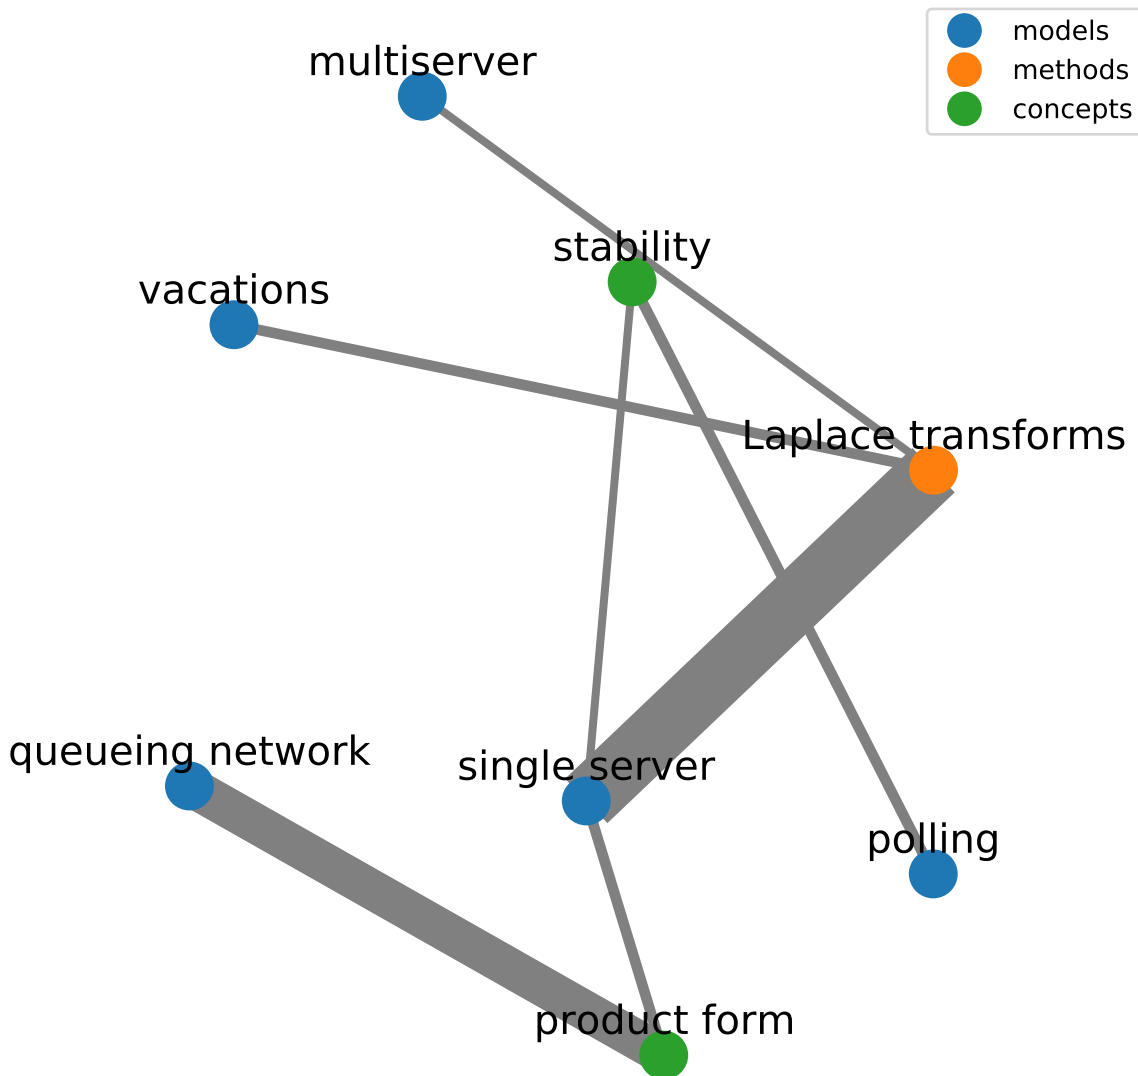 models
methods
concepts
multiserver
stability
vacations
Laplace transforms
queueing network
single server
polling
product form